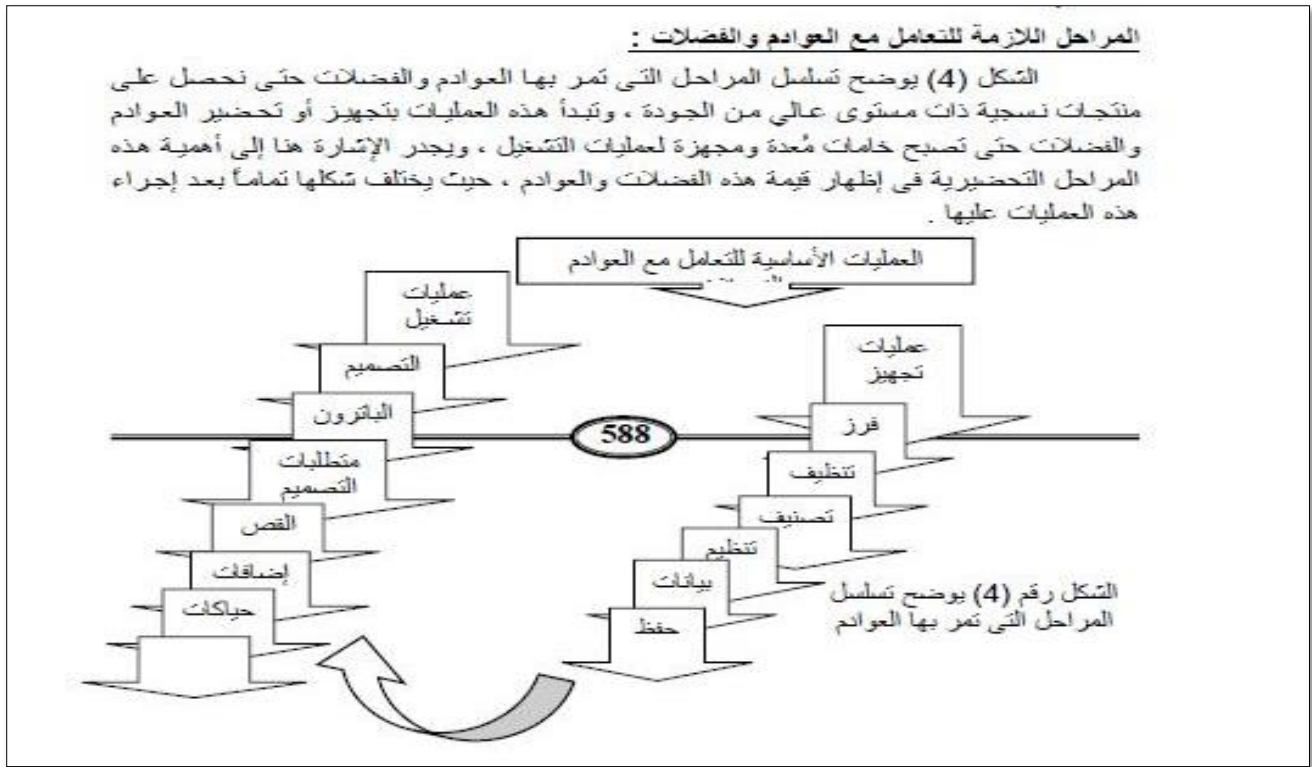 المراحل اللازمة للتعامل مع العوادم والفضلات :
الشكل (4) يوضح تسلسل المراحل التى تمر بها العوادم والفضلات حتى نحصل على
منتجات نسجية ذات مستوى عالي من الجودة ، وتبدأ هذه العمليات بتجهيز أو تحضير العوادم
والفضلات حتى تصبح خامات مُعدة ومجهزة لعمليات التشغيل ، ويجدر الإشارة هنا إلى أهمية هذه
المراحل التحضيرية فى إظهار قيمة هذه الفضلات والعوادم ، حيث يختلف شكلها تماماً بعد إجراء
هذه العمليات عليها .
العمليات الأساسية للتعامل مع العوادم
عمليات
تجهيز
فرز
تنظيف
تصنيف
تنظيم
بيانات
حفظ
عمليات
تشغيل
التصميم
الباترون
متطلبات
التصميم
القص
إضافات
حياكات
588
الشكل رقم (4) يوضح تسلسل
المراحل التى تمر بها العوادم